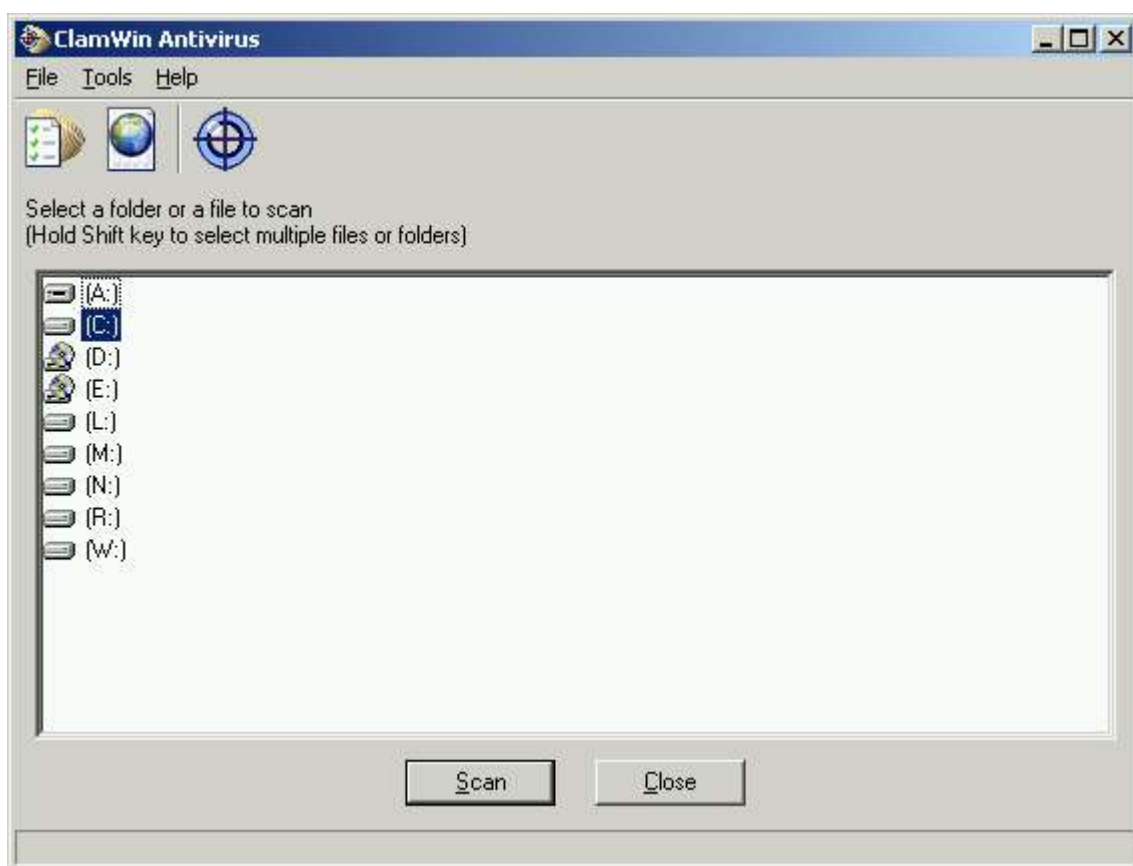 ClamWin Antivirus
File Tools Help
Select a folder or a file to scan
(Hold Shift key to select multiple files or folders)
(A:)
(C:)
(D:)
(E:)
(L:)
(M:)
(N:)
(R:)
(W:)
Scan Close